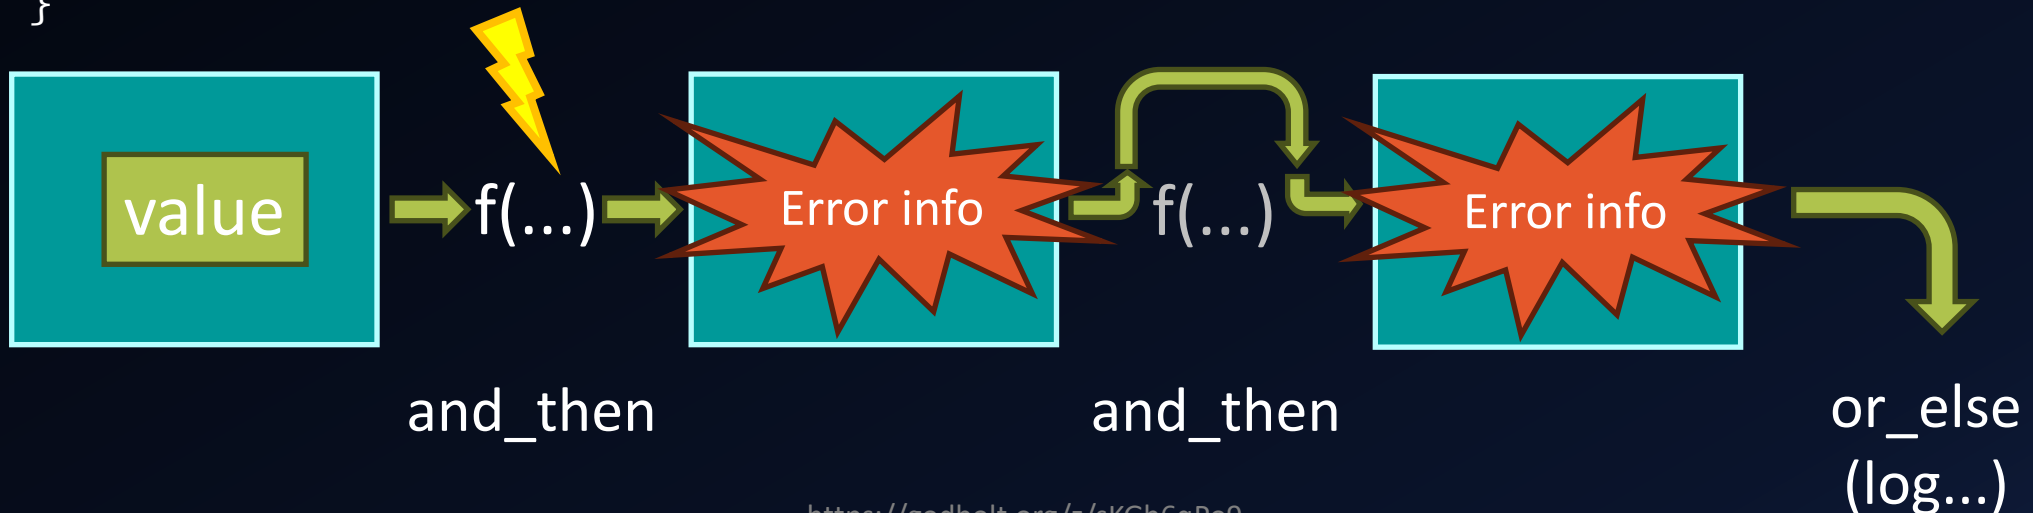 }
value
f(...)
Error info
f(...)
Error info
and_then
and_then
or_else
(log...)